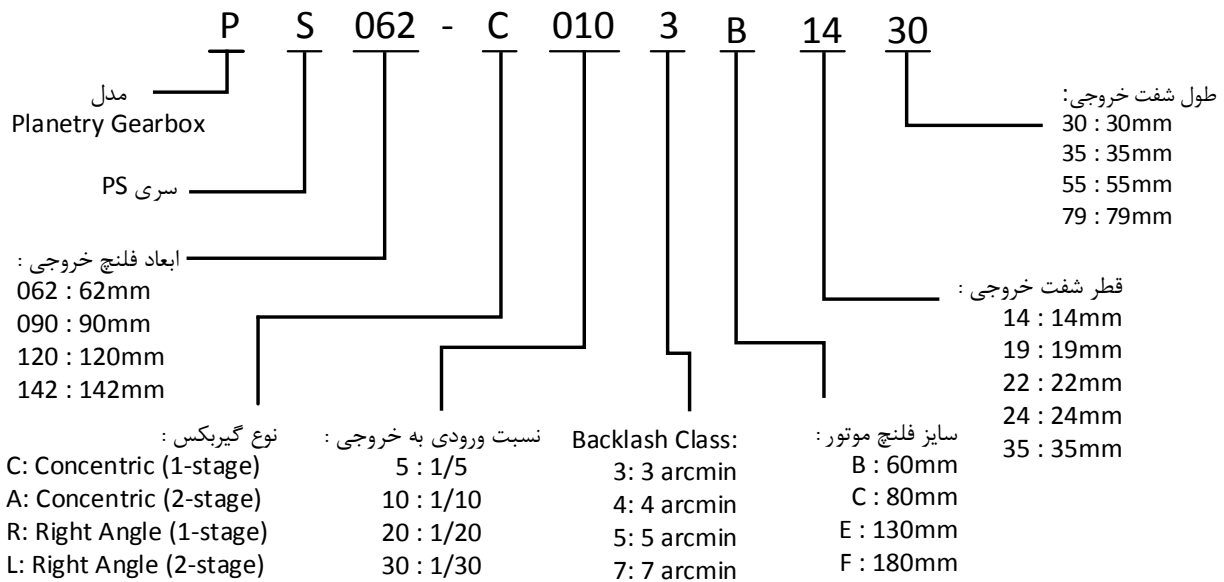 P S 062 - C 010 3 B 14 30
مدل
Planetry Gearbox
سری PS
ابعاد فلنچ خروجی :
062 : 62mm
090 : 90mm
120 : 120mm
142 : 142mm
نوع گیربکس :
C: Concentric (1-stage)
A: Concentric (2-stage)
R: Right Angle (1-stage)
L: Right Angle (2-stage)
نسبت ورودی به خروجی :
5 : 1/5
10 : 1/10
20 : 1/20
30 : 1/30
Backlash Class:
3: 3 arcmin
4: 4 arcmin
5: 5 arcmin
7: 7 arcmin
سایز فلنچ موتور :
B : 60mm
C : 80mm
E : 130mm
F : 180mm
قطر شفت خروجی :
14 : 14mm
19 : 19mm
22 : 22mm
24 : 24mm
35 : 35mm
طول شفت خروجی:
30 : 30mm
35 : 35mm
55 : 55mm
79 : 79mm